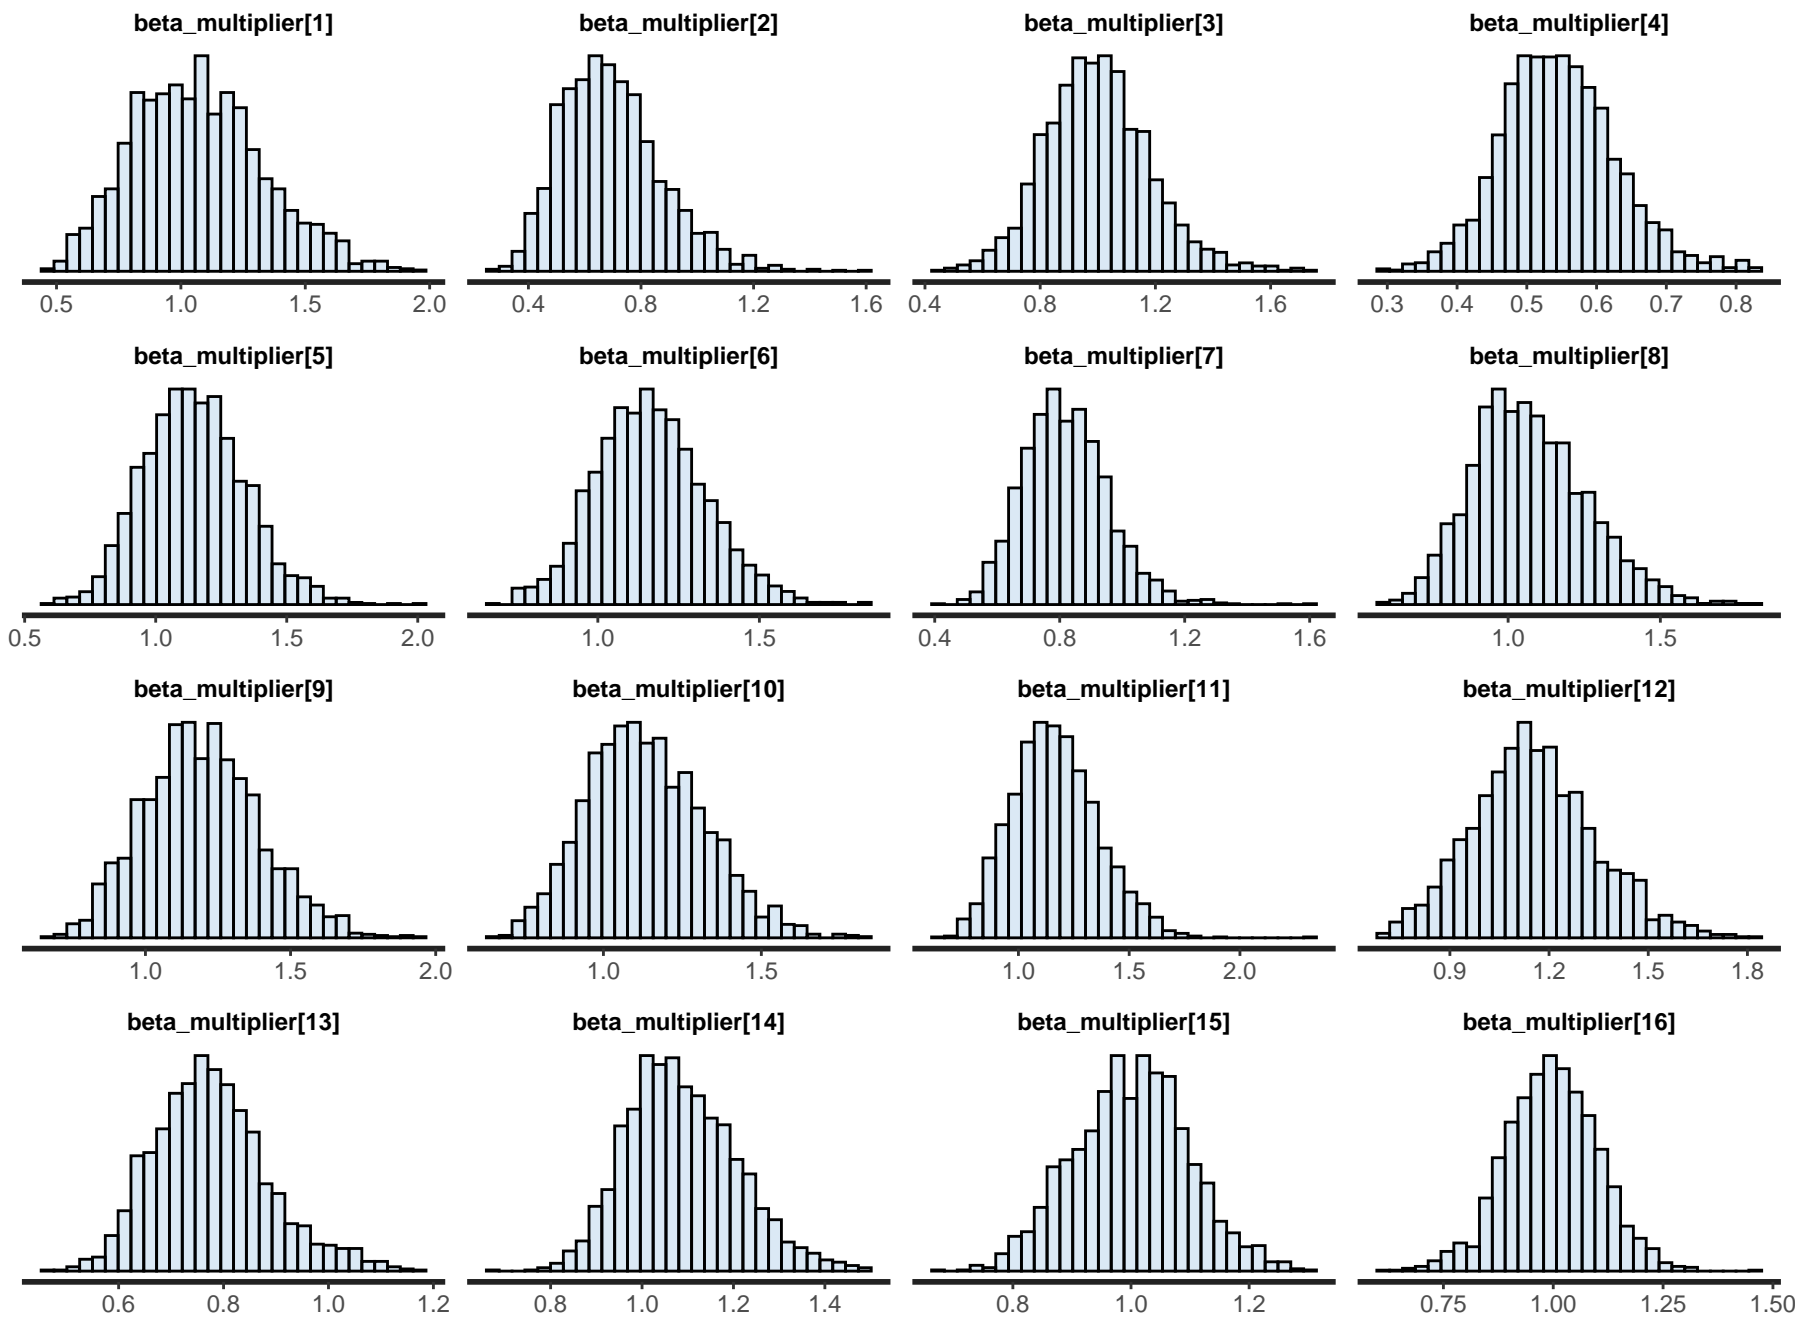 beta_multiplier[1] beta_multiplier[2] beta_multiplier[3] beta_multiplier[4]
0.5 1.0 1.5 2.0 0.4 0.8 1.2 1.6 0.4 0.8 1.2 1.6 0.3 0.4 0.5 0.6 0.7 0.8
beta_multiplier[5] beta_multiplier[6] beta_multiplier[7] beta_multiplier[8]
0.5 1.0 1.5 2.0 1.0 1.5 0.4 0.8 1.2 1.6 1.0 1.5
beta_multiplier[9] beta_multiplier[10] beta_multiplier[11] beta_multiplier[12]
1.0 1.5 2.0 1.0 1.5 1.0 1.5 2.0 0.9 1.2 1.5 1.8
beta_multiplier[13] beta_multiplier[14] beta_multiplier[15] beta_multiplier[16]
0.6 0.8 1.0 1.2 0.8 1.0 1.2 1.4 0.8 1.0 1.2 0.75 1.00 1.25 1.50